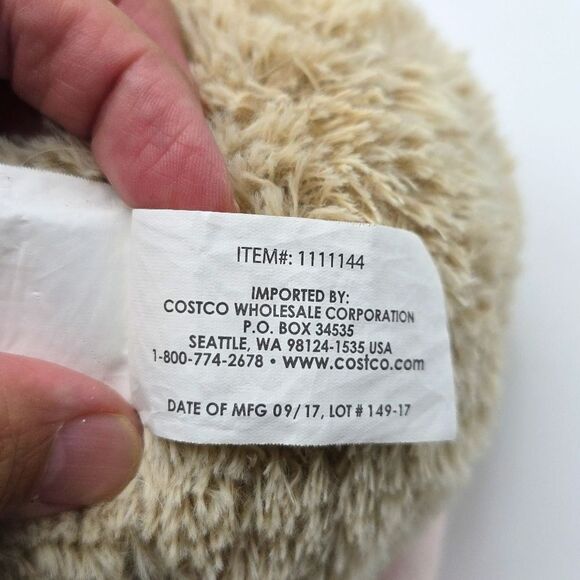 ITEM#: 1111144
IMPORTED BY:
COSTCO WHOLESALE CORPORATION
P.O. BOX 34535
SEATTLE, WA 98124-1535 USA
1-800-774-2678 • www.costco.com
DATE OF MFG 09/17, LOT # 149-17